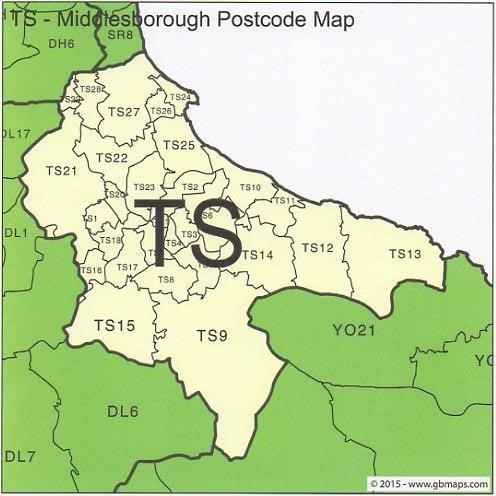 TS - Middlesborough Postcode Map
DH6
SR8
TS28
TS29
TS27
TS24
TS26
DL17
TS25
TS22
TS21
TS23
TS2
TS10
TS20
TS11
TS
TS6
DL1
TS18
TS3
TS4
TS14
TS12
TS13
TS16
TS17
TS8
TS15
TS9
YO21
DL6
DL7
© 2015 - www.gbmaps.com